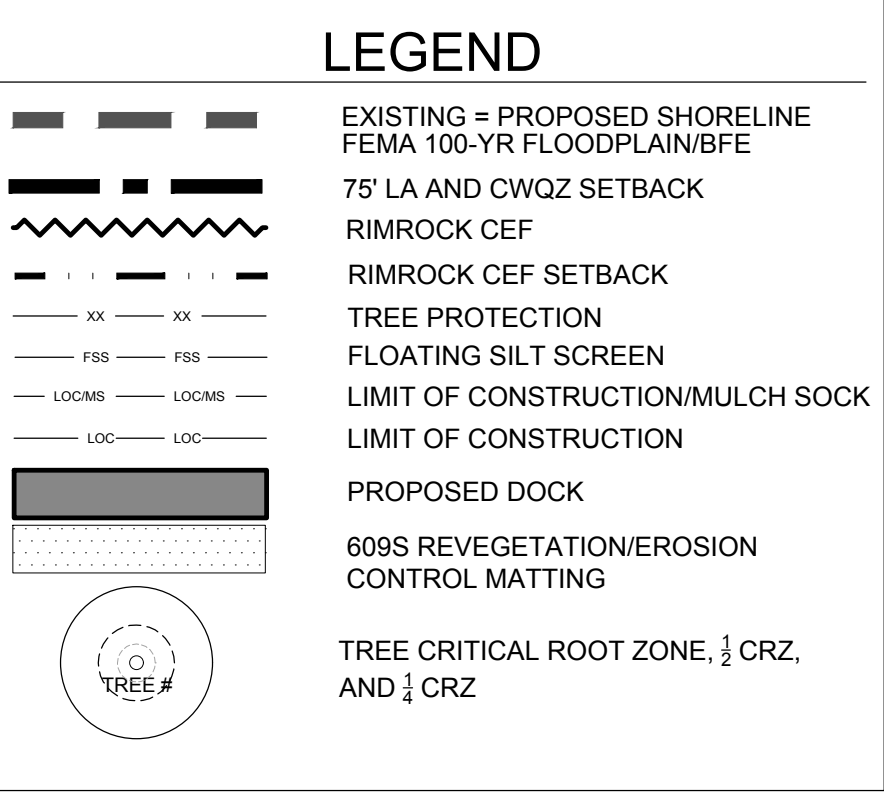 LEGEND
EXISTING = PROPOSED SHORELINE
FEMA 100-YR FLOODPLAIN/BFE
75' LA AND CWQZ SETBACK
RIMROCK CEF
RIMROCK CEF SETBACK
XX XX TREE PROTECTION
FSS FSS FLOATING SILT SCREEN
LOC/MS LOC/MS LIMIT OF CONSTRUCTION/MULCH SOCK
LOC LOC LIMIT OF CONSTRUCTION
PROPOSED DOCK
609S REVEGETATION/EROSION
CONTROL MATTING
TREE CRITICAL ROOT ZONE, 1/2 CRZ,
TREE # AND 1/4 CRZ